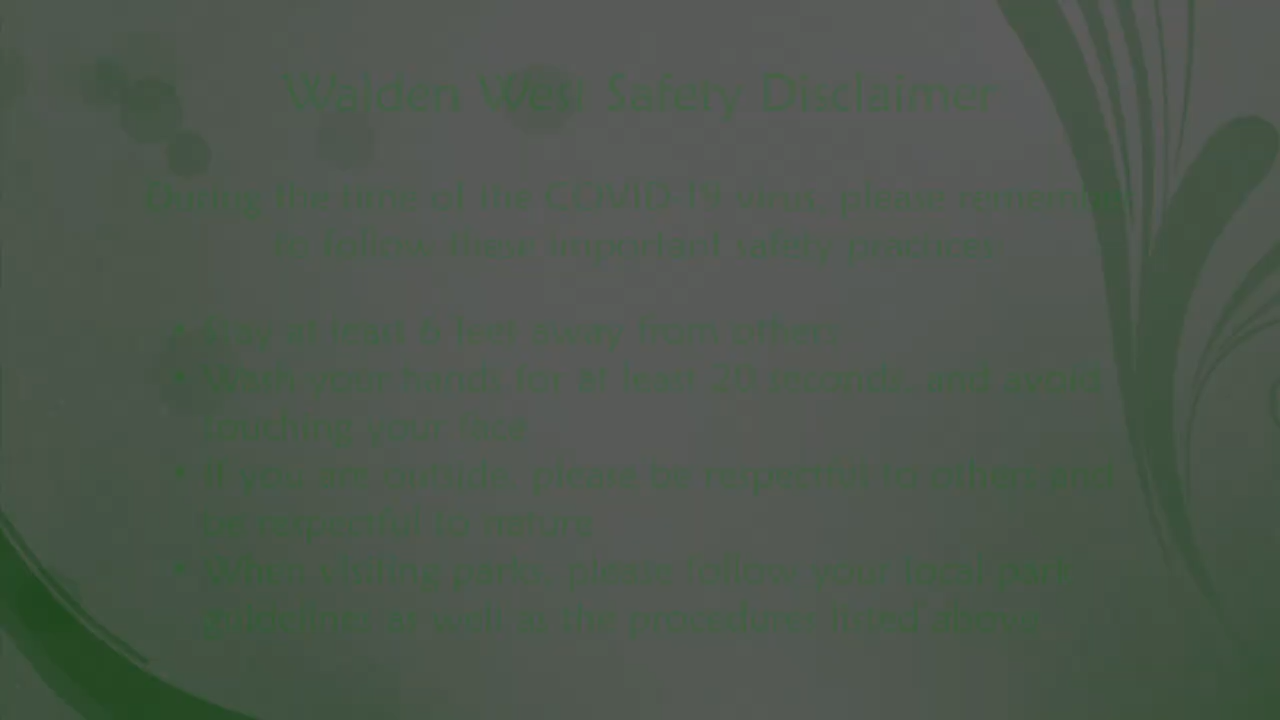 Walden West Safety Disclaimer
During the time of the COVID-19 virus, please remember
to follow these important safety practices:
• Stay at least 6 feet away from others
• Wash your hands for at least 20 seconds, and avoid
touching your face
• If you are outside, please be respectful to others and
be respectful to nature
• When visiting parks, please follow your local park
guidelines as well as the procedures listed above